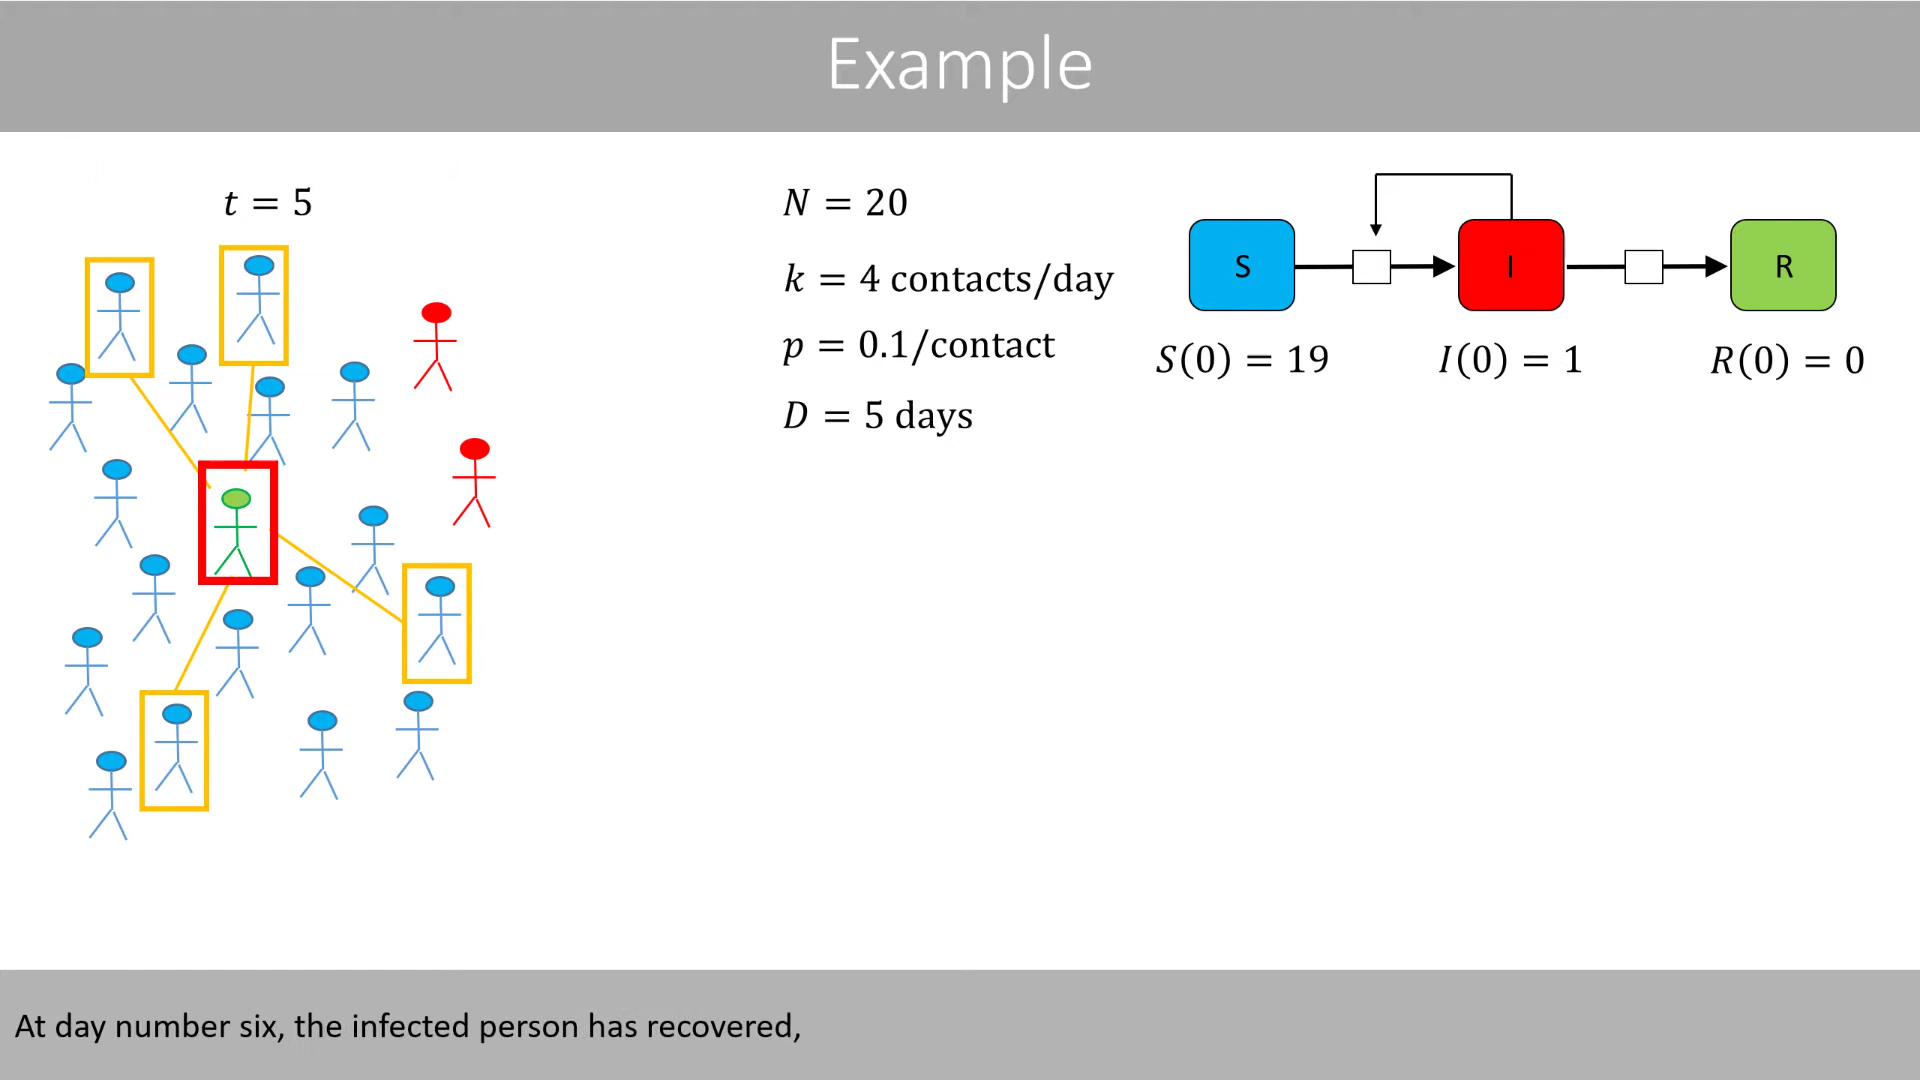 Example
t = 5
N = 20
k = 4 contacts/day
p = 0.1/contact
D = 5 days
S
I
R
S(0) = 19
I(0) = 1
R(0) = 0
At day number six, the infected person has recovered,